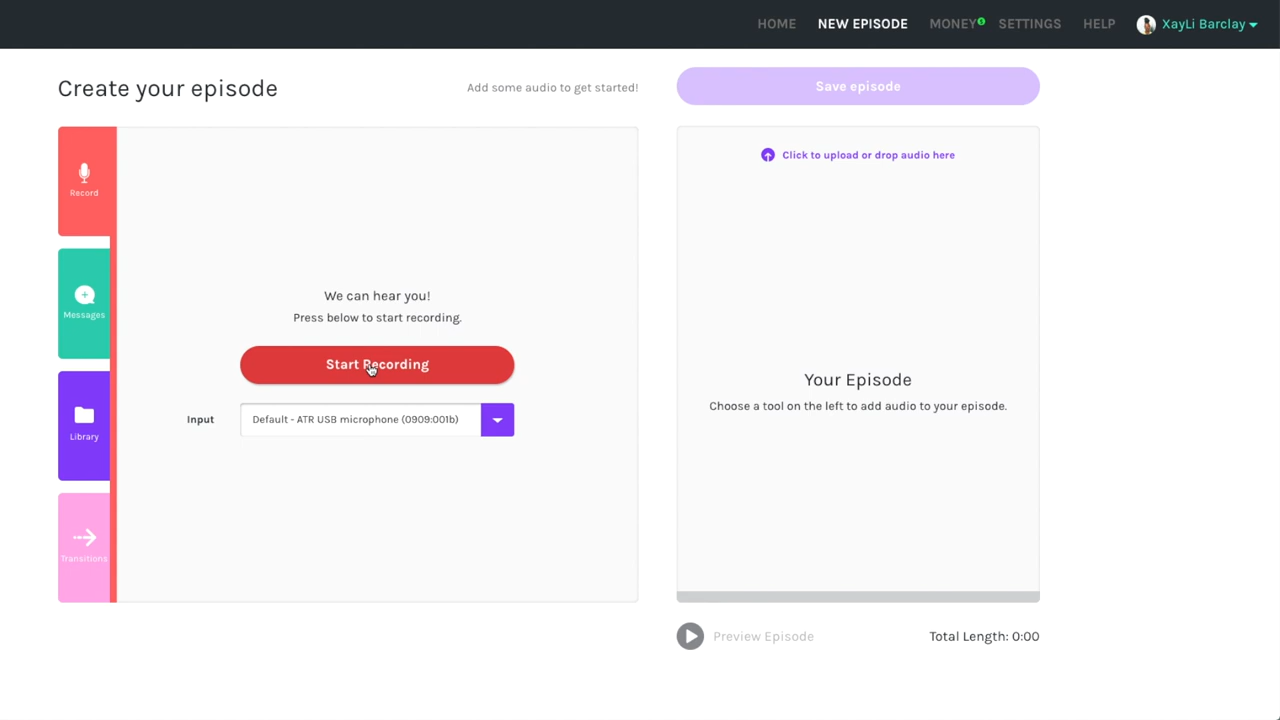 HOME NEW EPISODE MONEY SETTINGS HELP XayLi Barclay
Create your episode
Add some audio to get started!
Save episode
Record
Messages
Library
Transitions
We can hear you!
Press below to start recording.
Start Recording
Input
Default - ATR USB microphone (0909:001b)
Click to upload or drop audio here
Your Episode
Choose a tool on the left to add audio to your episode.
Preview Episode
Total Length: 0:00